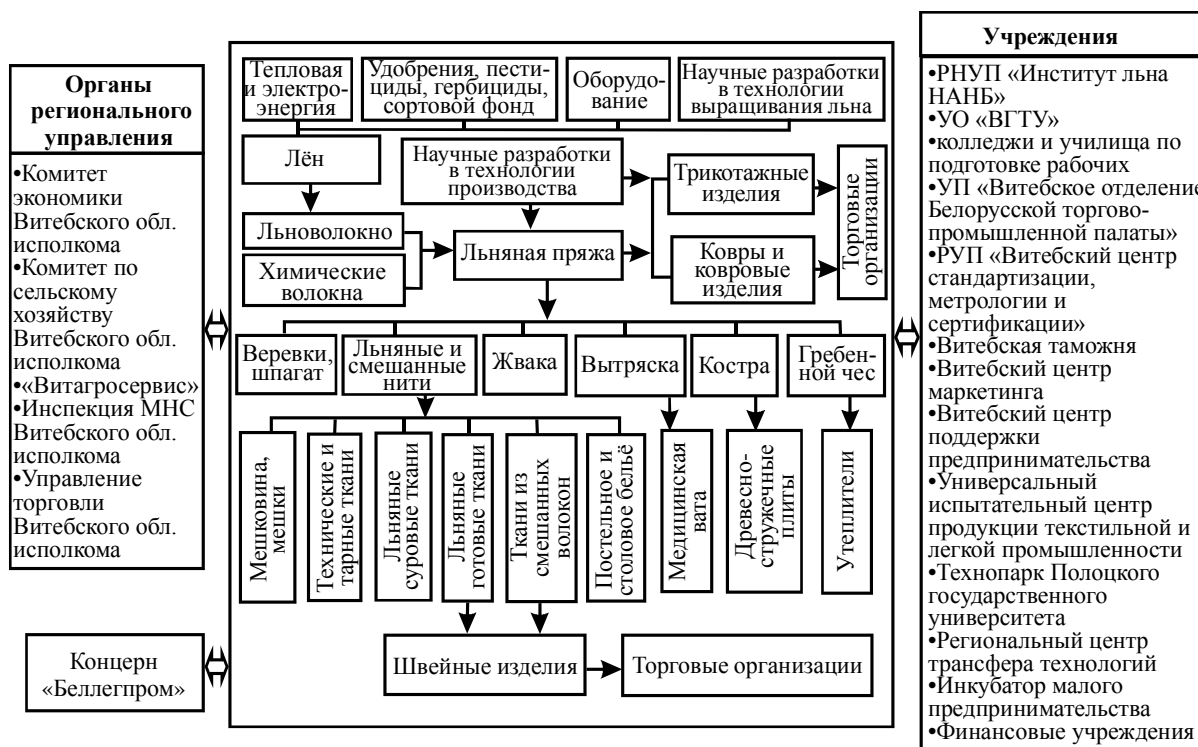 Органы
регионального
управления
•Комитет
экономики
Витебского обл.
исполкома
•Комитет по
сельскому
хозяйству
Витебского обл.
исполкома
•«Витагросервис»
•Инспекция МНС
Витебского обл.
исполкома
•Управление
торговли
Витебского обл.
исполкома
Концерн
«Беллегпром»
Тепловая
и электро-
энергия
Удобрения, пести-
циды, гербициды,
сортовой фонд
Оборудо-
вание
Научные разработки
в технологии
выращивания льна
Лён
Научные разработки
в технологии
производства
Трикотажные
изделия
Торговые
организации
Льноволокно
Химические
волокна
Льняная пряжа
Ковры и
ковровые
изделия
Веревки,
шпагат
Льняные и
смешанные
нити
Жвака
Вытряска
Костра
Гребен-
ной чес
Мешковина,
мешки
Технические и
тарные ткани
Льняные
суровые ткани
Льняные
готовые ткани
Ткани из
смешанных
волокон
Постельное и
столовое бельё
Медицинская
вата
Древесно-
стружечные
плиты
Утеплители
Швейные изделия
Торговые организации
Учреждения
•РНУП «Институт льна
НАНБ»
•УО «ВГТУ»
•колледжи и училища по
подготовке рабочих
•УП «Витебское отделение
Белорусской торгово-
промышленной палаты»
•РУП «Витебский центр
стандартизации,
метрологии и
сертификации»
•Витебская таможня
•Витебский центр
маркетинга
•Витебский центр
поддержки
предпринимательства
•Универсальный
испытательный центр
продукции текстильной и
легкой промышленности
•Технопарк Полоцкого
государственного
университета
•Региональный центр
трансфера технологий
•Инкубатор малого
предпринимательства
•Финансовые учреждения